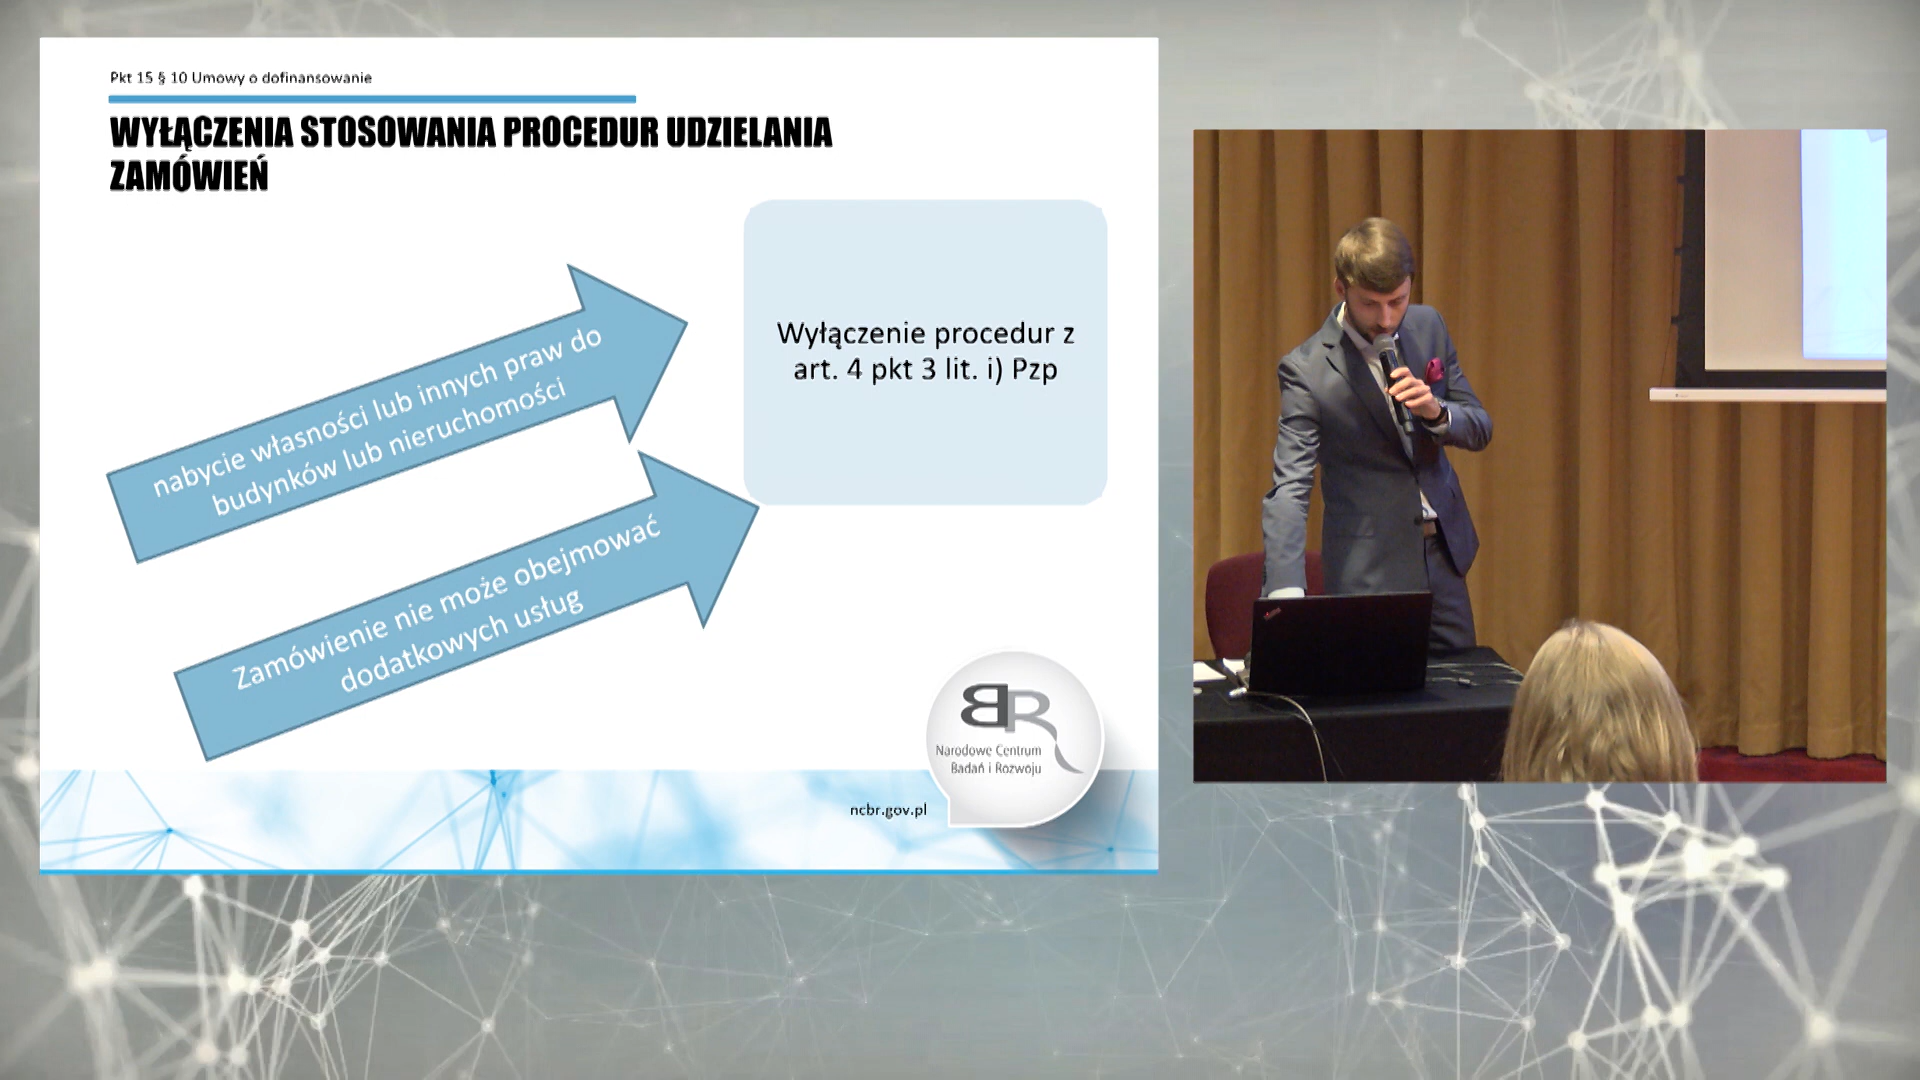 Pkt 15 § 10 Umowy o dofinansowanie
WYŁĄCZENIA STOSOWANIA PROCEDUR UDZIELANIA
ZAMÓWIEŃ
nabycie własności lub innych praw do
budynków lub nieruchomości
Wyłączenie procedur z
art. 4 pkt 3 lit. i) Pzp
Zamówienie nie może obejmować
dodatkowych usług
BR
Narodowe Centrum
Badań i Rozwoju
ncbr.gov.pl